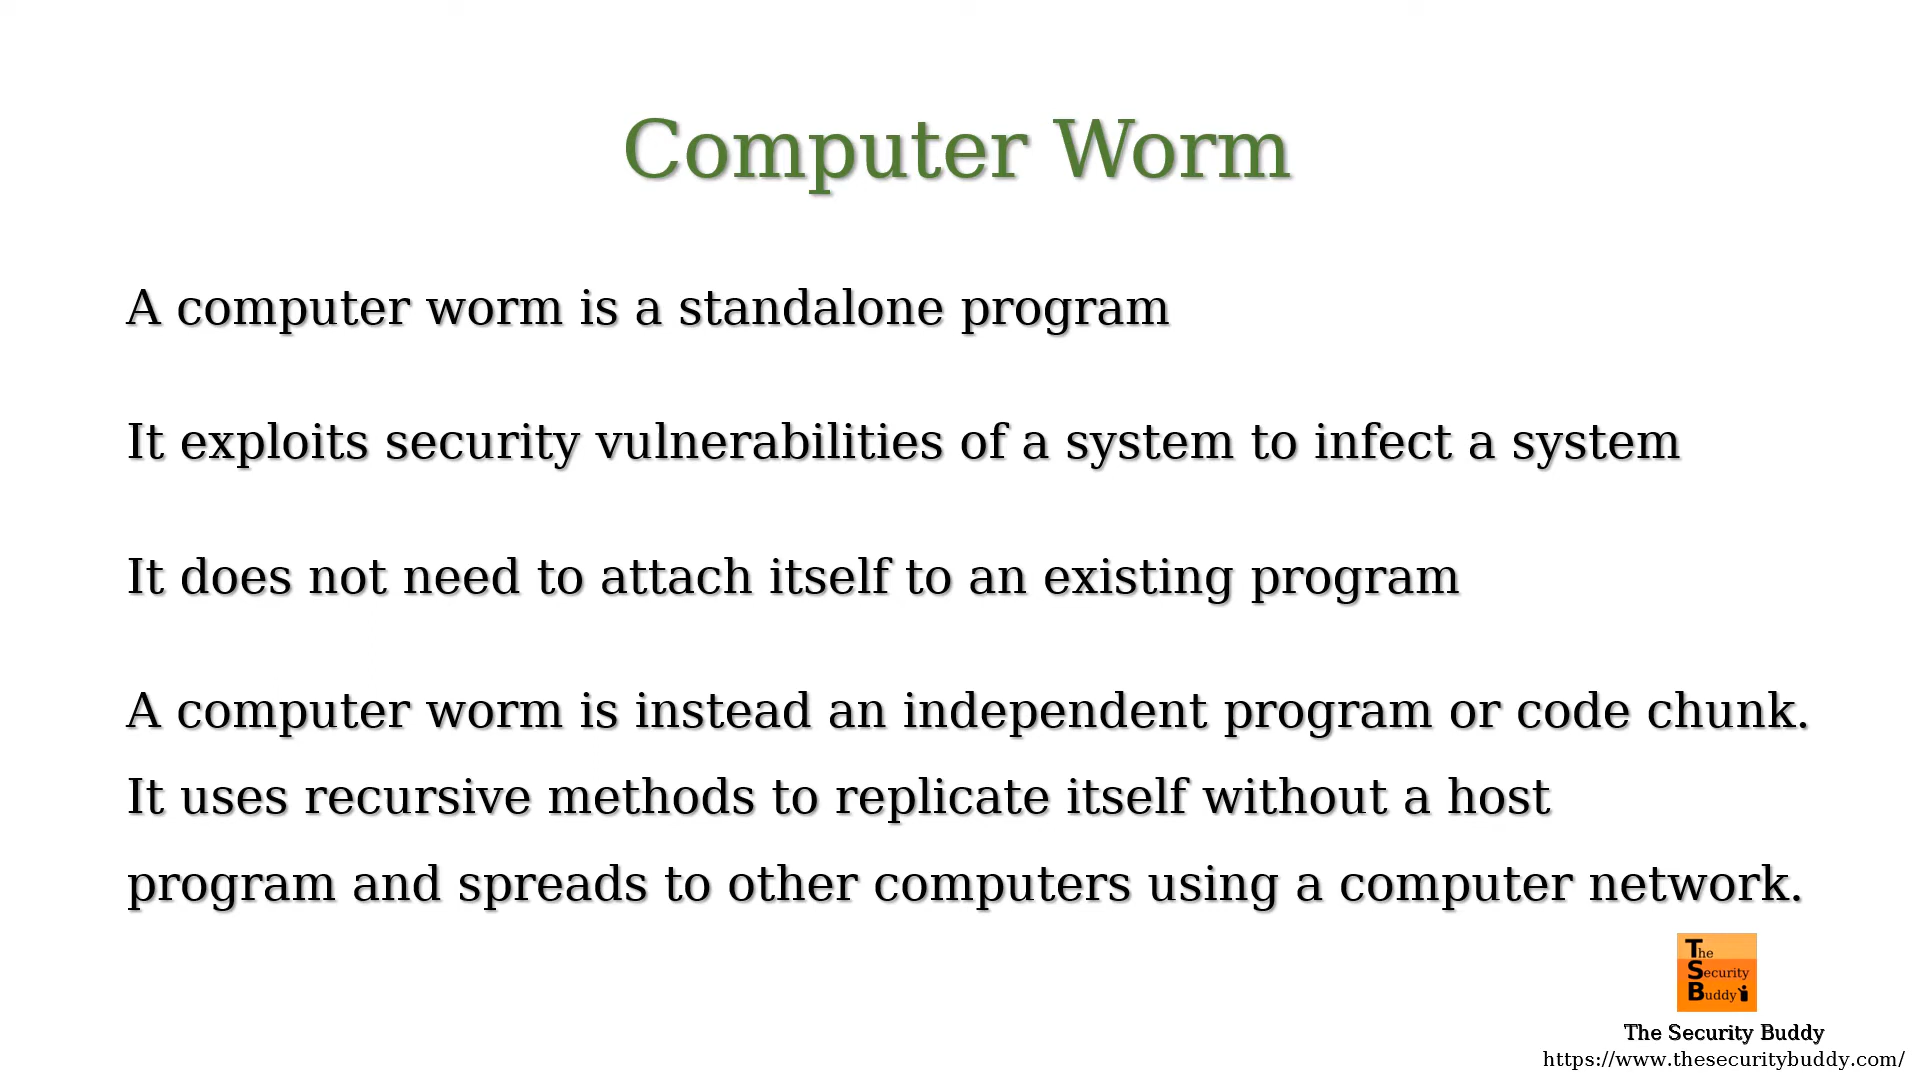 Computer Worm
A computer worm is a standalone program
It exploits security vulnerabilities of a system to infect a system
It does not need to attach itself to an existing program
A computer worm is instead an independent program or code chunk.
It uses recursive methods to replicate itself without a host
program and spreads to other computers using a computer network.
The
Security
Buddy
The Security Buddy
https://www.thesecuritybuddy.com/